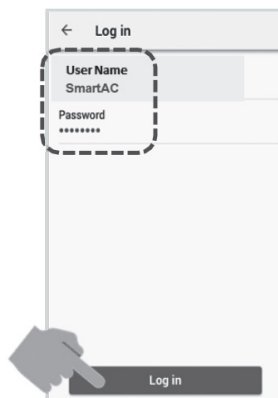 ← Log in
User Name
SmartAC
Password
••••••••
Log in